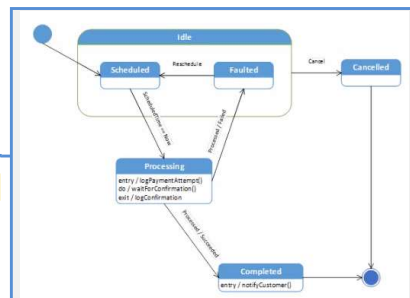 Idle
Scheduled
Reschedule
Faulted
Cancel
Cancelled
ScheduledTime == Now
Processed / Failed
Processing
entry / logPaymentAttempt()
do / waitForConfirmation()
exit / logConfirmation
Processed / Succeeded
Completed
entry / notifyCustomer()